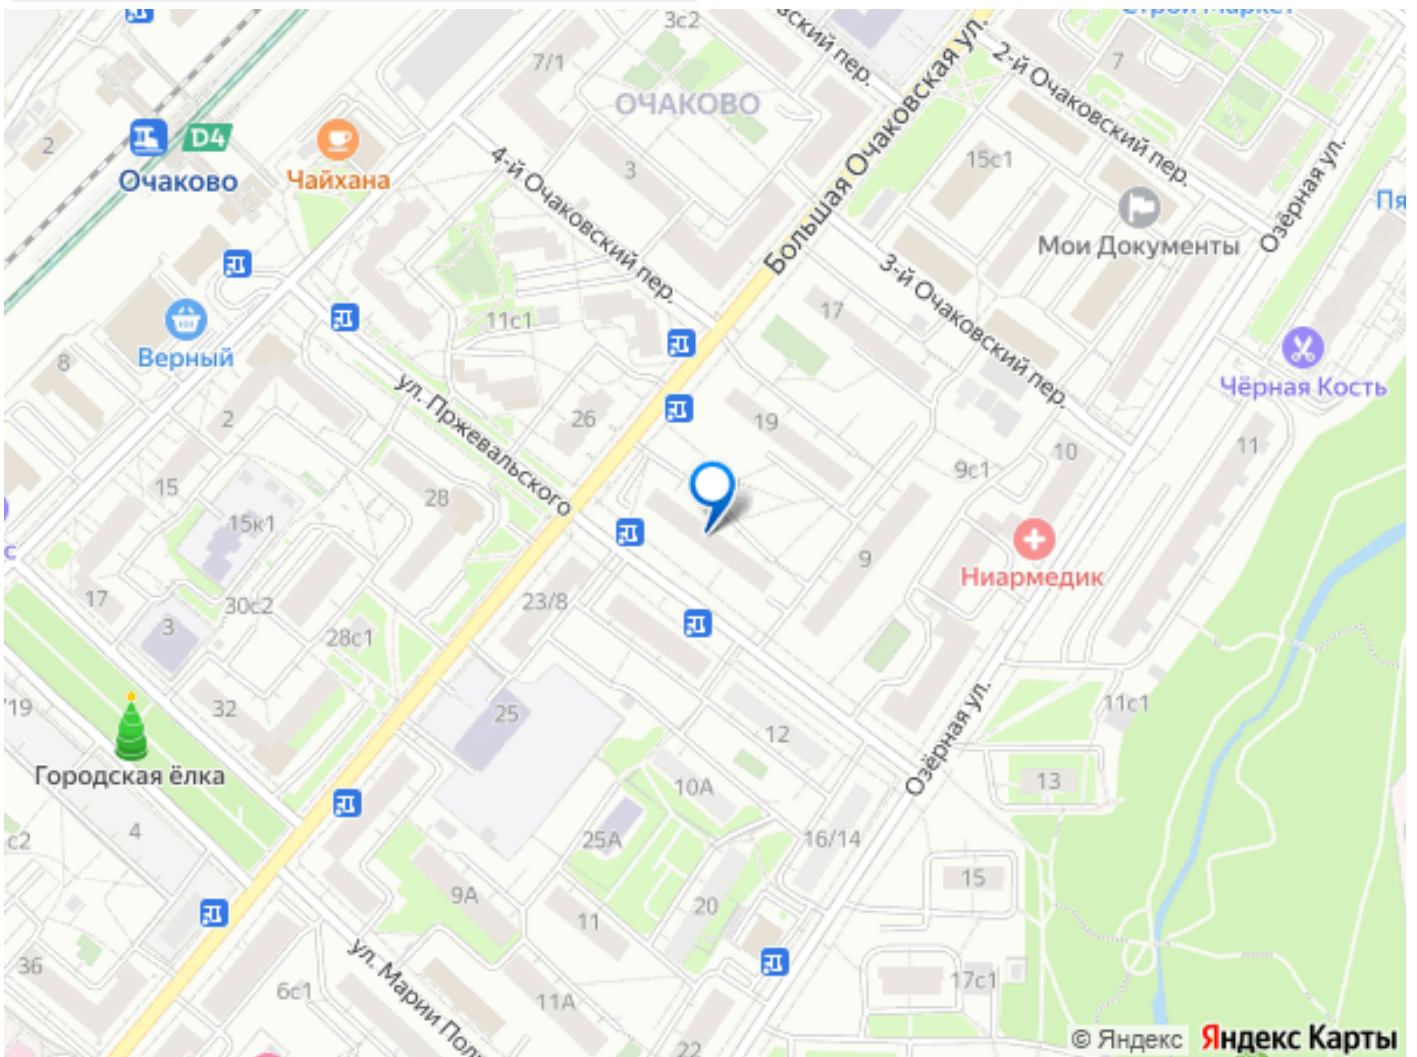 Строй Маркет
3с2
ский пер.
7/1
2-й Очаковский пер.
7
ОЧАКОВО
Большая Очаковская ул.
2
D4
Очаково
Чайхана
4-й Очаковский пер.
3
15с1
Озёрная ул.
Мои Документы
3-й Очаковский пер.
11с1
17
Верный
8
ул. Пржевальского
Чёрная Кость
2
26
19
10
11
9с1
15
28
15к1
9
Ниармедик
17
3
30с2
23/8
28с1
32
25
12
11с1
Озёрная ул.
Городская ёлка
13
10А
4
25А
16/14
15
9А
11
20
36
6с1
ул. Марии Пол
11А
17с1
22
© Яндекс Яндекс Карты